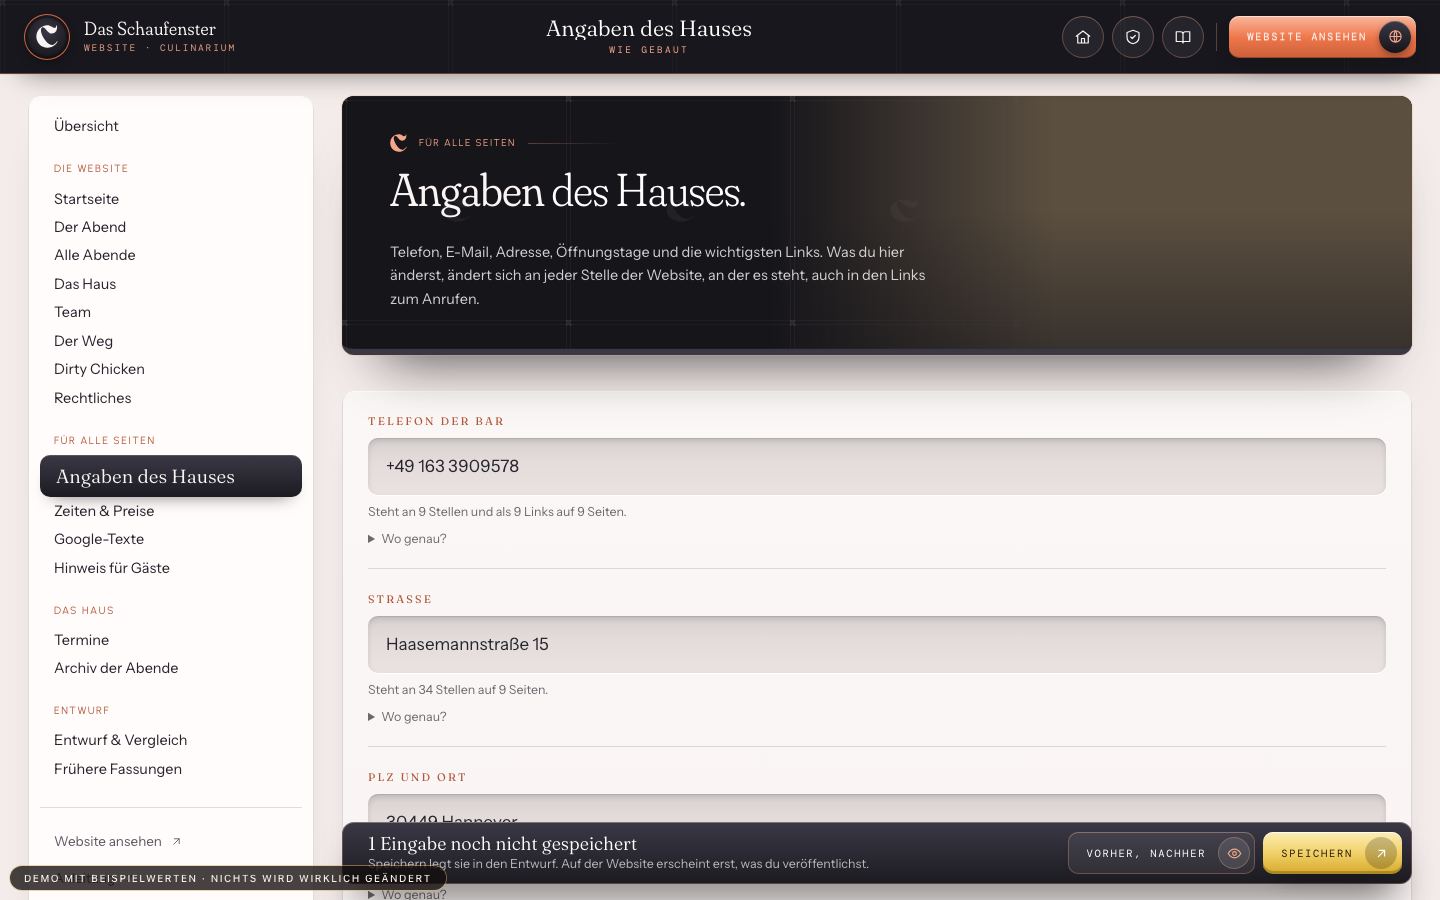 Das Schaufenster
WEBSITE · CULINARIUM
Angaben des Hauses
WIE GEBAUT
WEBSITE ANSEHEN
Übersicht
DIE WEBSITE
Startseite
Der Abend
Alle Abende
Das Haus
Team
Der Weg
Dirty Chicken
Rechtliches
FÜR ALLE SEITEN
Angaben des Hauses
Zeiten & Preise
Google-Texte
Hinweis für Gäste
DAS HAUS
Termine
Archiv der Abende
ENTWURF
Entwurf & Vergleich
Frühere Fassungen
Website ansehen
DEMO MIT BEISPIELWERTEN · NICHTS WIRD WIRKLICH GEÄNDERT
FÜR ALLE SEITEN
Angaben des Hauses.
Telefon, E-Mail, Adresse, Öffnungstage und die wichtigsten Links. Was du hier
änderst, ändert sich an jeder Stelle der Website, an der es steht, auch in den Links
zum Anrufen.
TELEFON DER BAR
+49 163 3909578
Steht an 9 Stellen und als 9 Links auf 9 Seiten.
Wo genau?
STRASSE
Haasemannstraße 15
Steht an 34 Stellen auf 9 Seiten.
Wo genau?
PLZ UND ORT
30449 Hannover
1 Eingabe noch nicht gespeichert
Speichern legt sie in den Entwurf. Auf der Website erscheint erst, was du veröffentlichst.
VORHER, NACHHER
SPEICHERN
Wo genau?